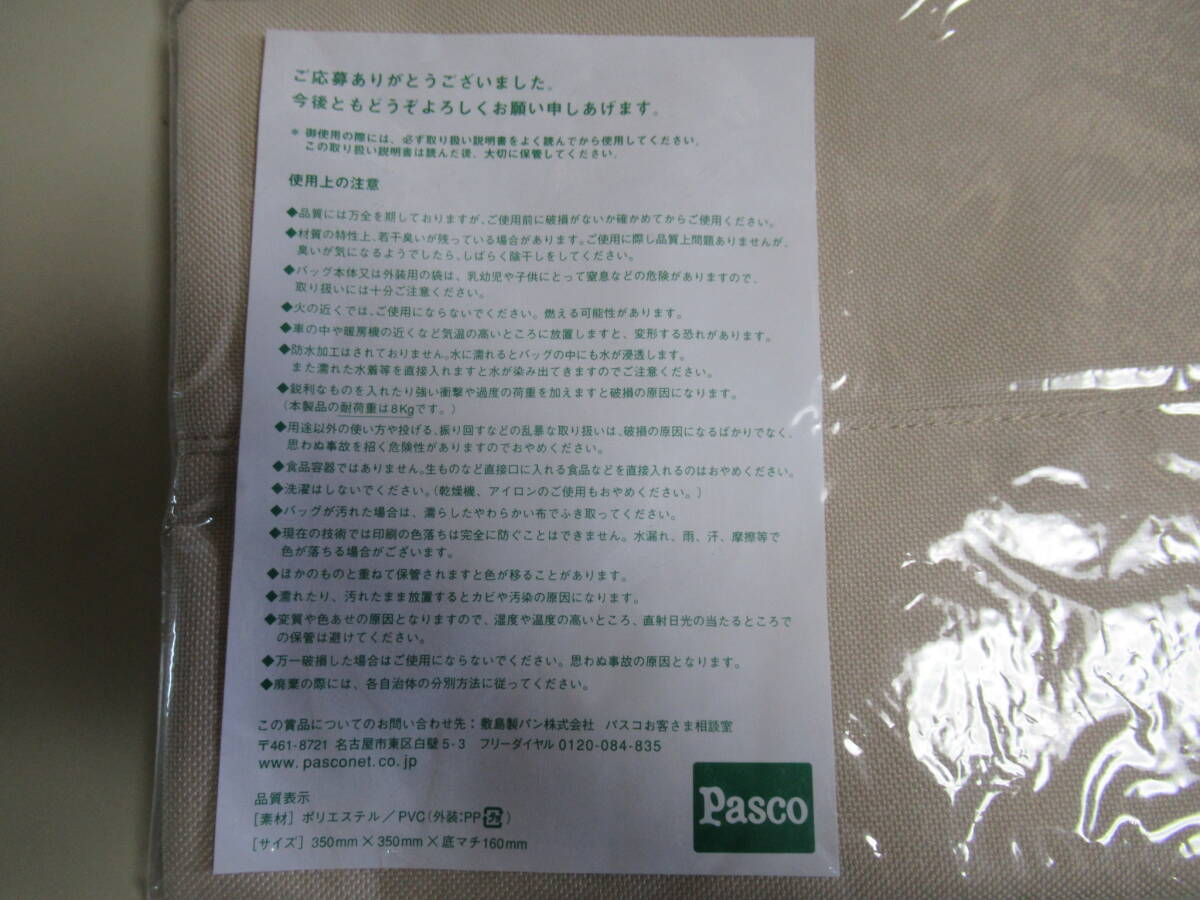 ご応募ありがとうございました。
今後ともどうぞよろしくお願い申しあげます。
* 御使用の際には、必ず取り扱い説明書をよく読んでから使用してください。
この取り扱い説明書は読んだ後、大切に保管してください。
使用上の注意
◆品質には万全を期しておりますが、ご使用前に破損がないか確かめてからご使用ください。
◆材質の特性上、若干臭いが残っている場合があります。ご使用に際し品質上問題ありませんが、
臭いが気になるようでしたら、しばらく陰干しをしてください。
◆バッグ本体又は外装用の袋は、乳幼児や子供にとって窒息などの危険がありますので、
取り扱いには十分ご注意ください。
◆火の近くでは、ご使用にならないでください。燃える可能性があります。
◆車の中や暖房機の近くなど気温の高いところに放置しますと、変形する恐れがあります。
◆防水加工はされておりません。水に濡れるとバッグの中にも水が浸透します。
また濡れた水着等を直接入れますと水が染み出てきますのでご注意ください。
◆鋭利なものを入れたり強い衝撃や過度の荷重を加えますと破損の原因になります。
(本製品の耐荷重は8Kgです。)
◆用途以外の使い方や投げる、振り回すなどの乱暴な取り扱いは、破損の原因になるばかりでなく、
思わぬ事故を招く危険性がありますのでおやめください。
◆食品容器ではありません。生ものなど直接口に入れる食品などを直接入れるのはおやめください。
◆洗濯はしないでください。(乾燥機、アイロンのご使用もおやめください。)
◆バッグが汚れた場合は、濡らしたやわらかい布でふき取ってください。
◆現在の技術では印刷の色落ちは完全に防ぐことはできません。水漏れ、雨、汗、摩擦等で
色が落ちる場合がございます。
◆ほかのものと重ねて保管されますと色が移ることがあります。
◆濡れたり、汚れたまま放置するとカビや汚染の原因になります。
◆変質や色あせの原因となりますので、湿度や温度の高いところ、直射日光の当たるところで
の保管は避けてください。
◆万一破損した場合はご使用にならないでください。思わぬ事故の原因となります。
◆廃棄の際には、各自治体の分別方法に従ってください。
この賞品についてのお問い合わせ先：敷島製パン株式会社 パスコお客さま相談室
〒461-8721 名古屋市東区白壁5-3 フリーダイヤル 0120-084-835
www.pasconet.co.jp
品質表示
[素材] ポリエステル／PVC(外装:PP プラ)
[サイズ] 350mm×350mm×底マチ160mm
Pasco